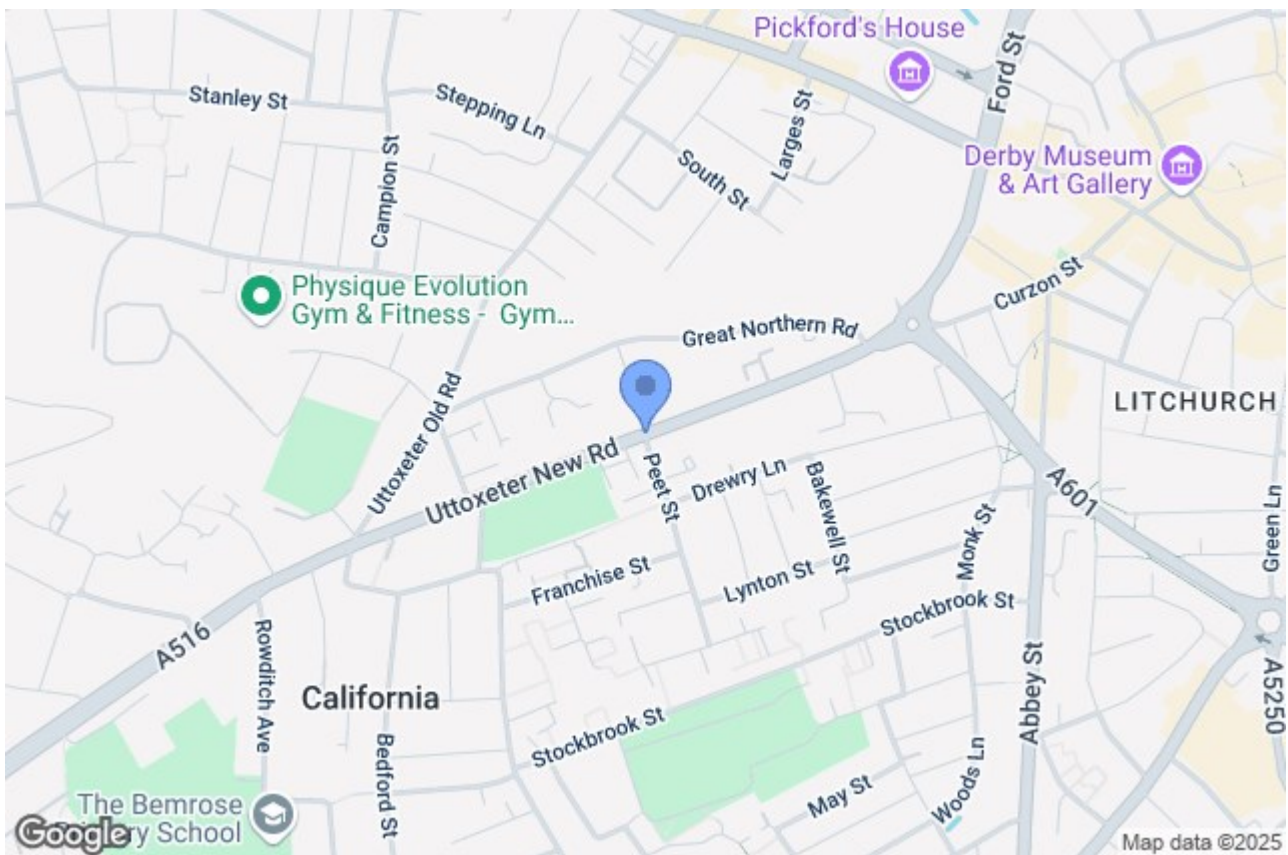 Pickford's House
Ford St
Stanley St
Stepping Ln
Larges St
South St
Derby Museum
& Art Gallery
Campion St
Curzon St
Physique Evolution
Gym & Fitness - Gym...
Great Northern Rd
LITCHURCH
Uttoxeter Old Rd
Uttoxeter New Rd
Peet St
Drewry Ln
Bakewell St
A601
Green Ln
Monk St
Franchise St
Lynton St
Stockbrook St
A516
Rowditch Ave
California
Abbey St
A5250
Stockbrook St
Bedford St
Woods Ln
May St
The Bemrose
School
Google
Map data ©2025